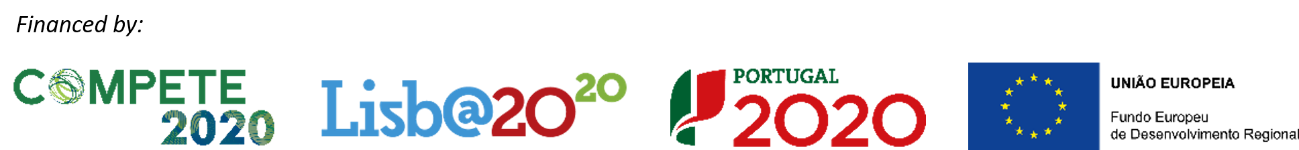 Financed by:
COMPETE
2020
Lisb@20²⁰
PORTUGAL
2020
UNIÃO EUROPEIA
Fundo Europeu
de Desenvolvimento Regional